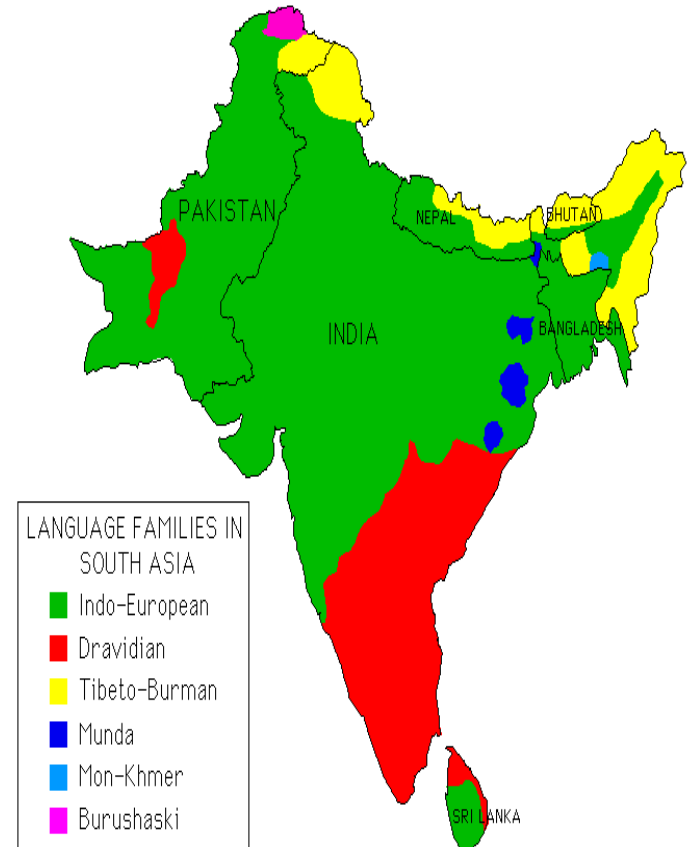 PAKISTAN
NEPAL
BHUTAN
INDIA
BANGLADESH
LANGUAGE FAMILIES IN
SOUTH ASIA
Indo-European
Dravidian
Tibeto-Burman
Munda
Mon-Khmer
Burushaski
SRI LANKA